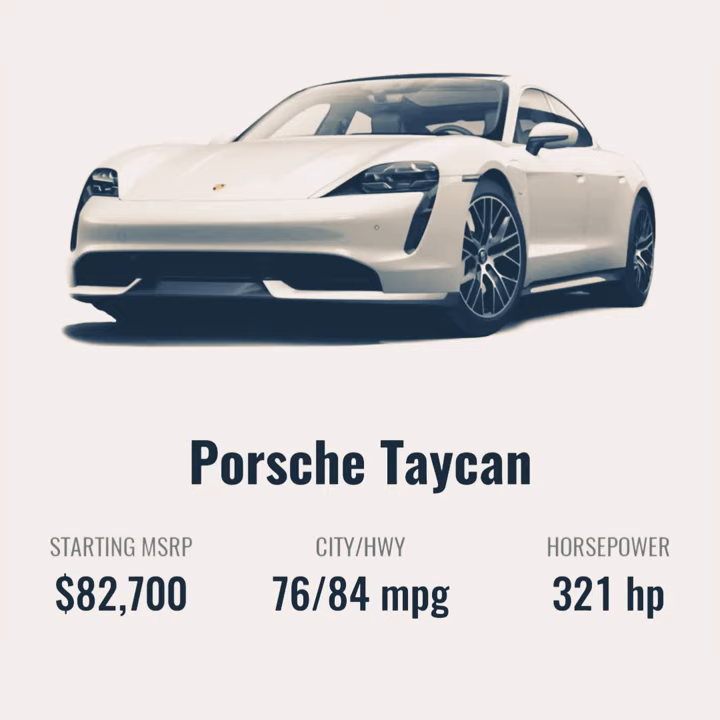 Porsche Taycan
STARTING MSRP CITY/HWY HORSEPOWER
$82,700 76/84 mpg 321 hp